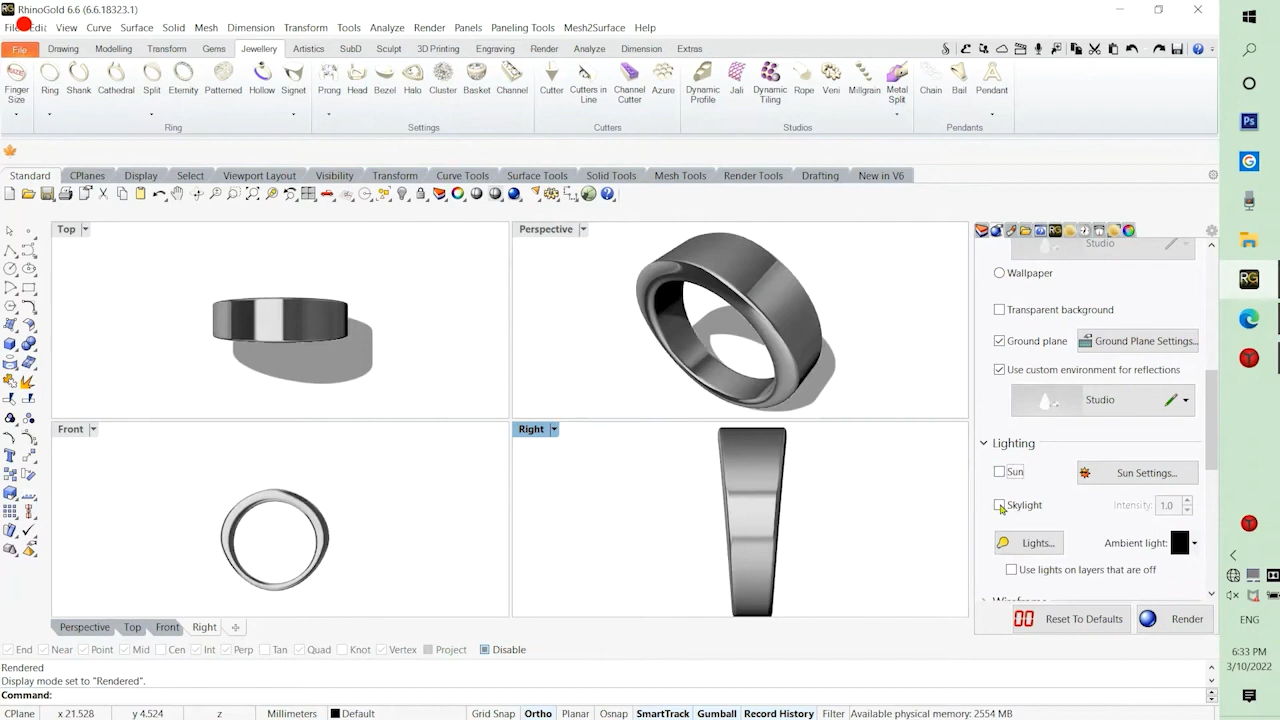 RhinoGold 6.6 (6.6.18323.1)
File Edit View Curve Surface Solid Mesh Dimension Transform Tools Analyze Render Panels Paneling Tools Mesh2Surface Help
File Drawing Modelling Transform Gems Jewellery Artistics SubD Sculpt 3D Printing Engraving Render Analyze Dimension Extras
Finger Size Ring Shank Cathedral Split Eternity Patterned Hollow Signet Prong Head Bezel Halo Cluster Basket Channel Cutter Cutters in Line Channel Cutter Azure Dynamic Profile Jali Dynamic Tiling Rope Veni Millgrain Metal Split Chain Bail Pendant
Ring Settings Cutters Studios Pendants
Standard CPlanes Display Select Viewport Layout Visibility Transform Curve Tools Surface Tools Solid Tools Mesh Tools Render Tools Drafting New in V6
Top Perspective
Studio
Wallpaper
Transparent background
Ground plane Ground Plane Settings...
Use custom environment for reflections
Studio
Front Right
Lighting
Sun Sun Settings...
Skylight Intensity: 1.0
Lights... Ambient light:
Use lights on layers that are off
Reset To Defaults Render
Perspective Top Front Right
End Near Point Mid Cen Int Perp Tan Quad Knot Vertex Project Disable
Rendered
Display mode set to "Rendered".
Command:
CPlane x 21.528 y 4.524 z Millimeters Default Grid Snap Ortho Planar Osnap SmartTrack Gumball Record History Filter Available physical memory: 2554 MB
Ps
RG
ENG
6:33 PM
3/10/2022